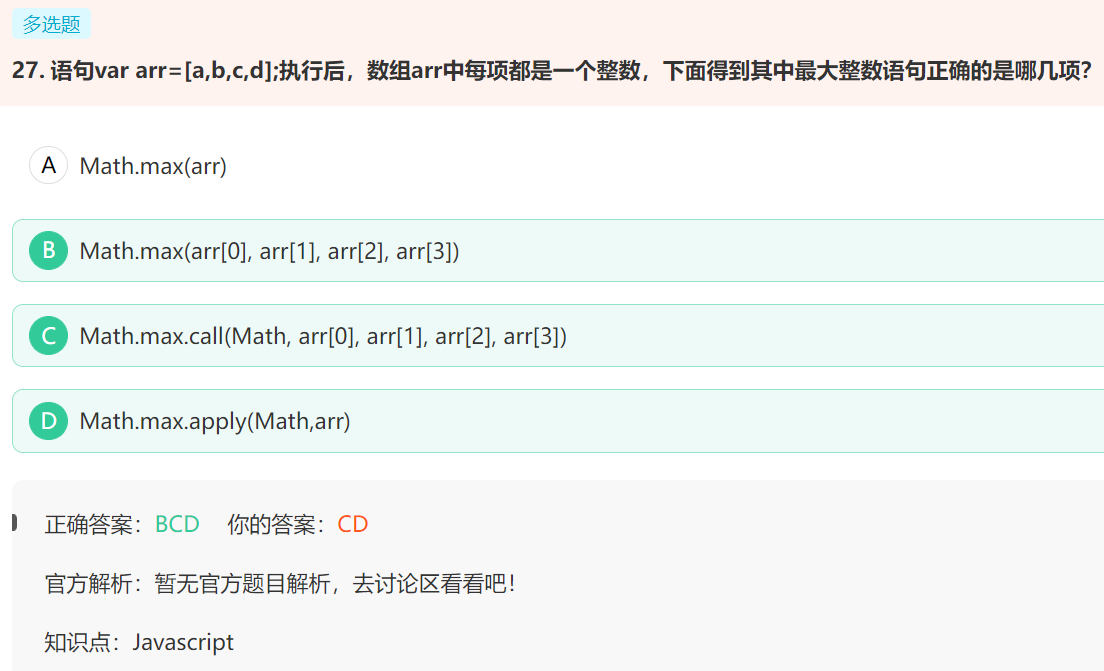 多选题
27. 语句var arr=[a,b,c,d];执行后，数组arr中每项都是一个整数，下面得到其中最大整数语句正确的是哪几项?
A Math.max(arr)
B Math.max(arr[0], arr[1], arr[2], arr[3])
C Math.max.call(Math, arr[0], arr[1], arr[2], arr[3])
D Math.max.apply(Math,arr)
正确答案：BCD 你的答案：CD
官方解析：暂无官方题目解析，去讨论区看看吧！
知识点：Javascript